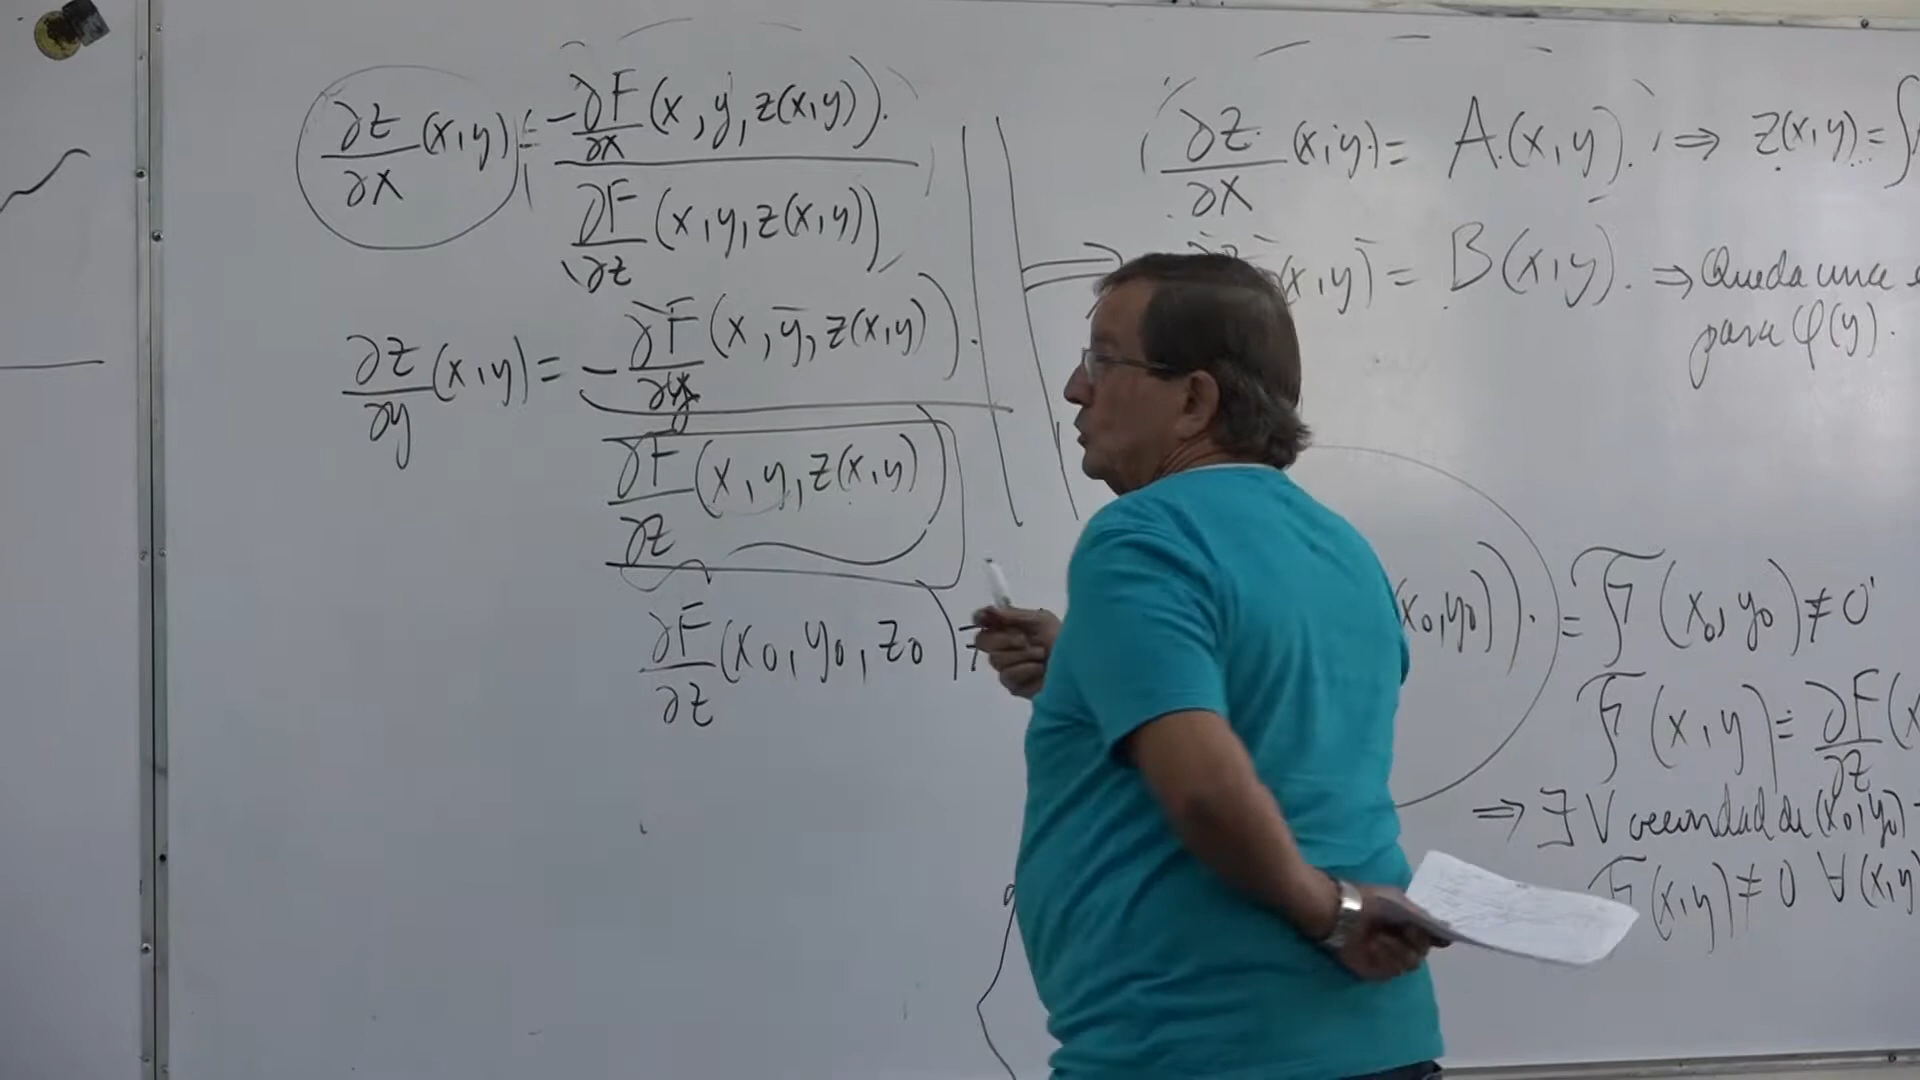 ∂z/∂x (x,y) = -∂F/∂x (x,y,z(x,y)) / ∂F/∂z (x,y,z(x,y))
∂z/∂y (x,y) = -∂F/∂y (x,y,z(x,y)) / ∂F/∂z (x,y,z(x,y))
∂F/∂z (x0,y0,z0)
∂z/∂x (x,y) = A(x,y). ⇒ z(x,y) = ∫
⇒ (x,y) = B(x,y). ⇒ Queda una
para φ(y).
(x0,y0)). = F(x0,y0) ≠ 0
F(x,y) = ∂F/∂z (x
⇒ ∃ V vecindad de (x0,y0)
F(x,y) ≠ 0 ∀(x,y)